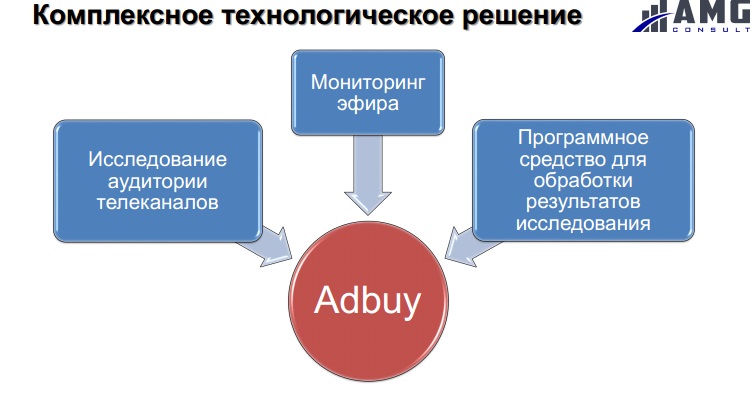 Комплексное технологическое решение
AMG
CONSULT
Мониторинг
эфира
Исследование
аудитории
телеканалов
Программное
средство для
обработки
результатов
исследования
Adbuy